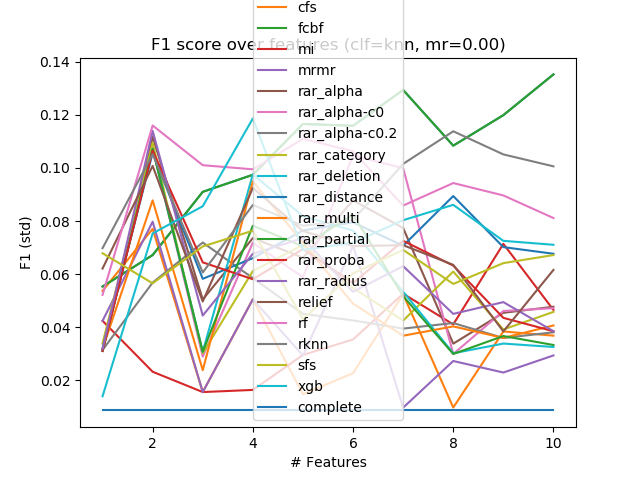 F1 score over features (clf=knn, mr=0.00)
cfs
fcbf
mi
mrmr
rar_alpha
rar_alpha-c0
rar_alpha-c0.2
rar_category
rar_deletion
rar_distance
rar_multi
rar_partial
rar_proba
rar_radius
relief
rf
rknn
sfs
xgb
complete
F1 (std)
0.14
0.12
0.10
0.08
0.06
0.04
0.02
2
4
6
8
10
# Features